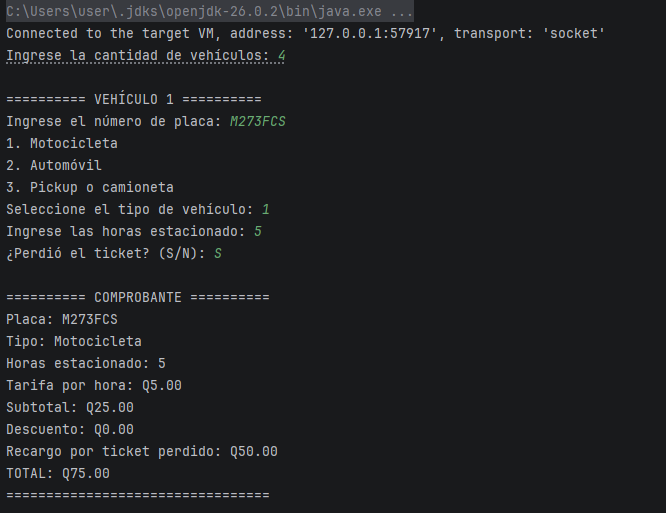 C:\Users\user\.jdks\openjdk-26.0.2\bin\java.exe ...
Connected to the target VM, address: '127.0.0.1:57917', transport: 'socket'
Ingrese la cantidad de vehículos: 4
========== VEHÍCULO 1 ==========
Ingrese el número de placa: M273FCS
1. Motocicleta
2. Automóvil
3. Pickup o camioneta
Seleccione el tipo de vehículo: 1
Ingrese las horas estacionado: 5
¿Perdió el ticket? (S/N): S
========== COMPROBANTE ==========
Placa: M273FCS
Tipo: Motocicleta
Horas estacionado: 5
Tarifa por hora: Q5.00
Subtotal: Q25.00
Descuento: Q0.00
Recargo por ticket perdido: Q50.00
TOTAL: Q75.00
=================================